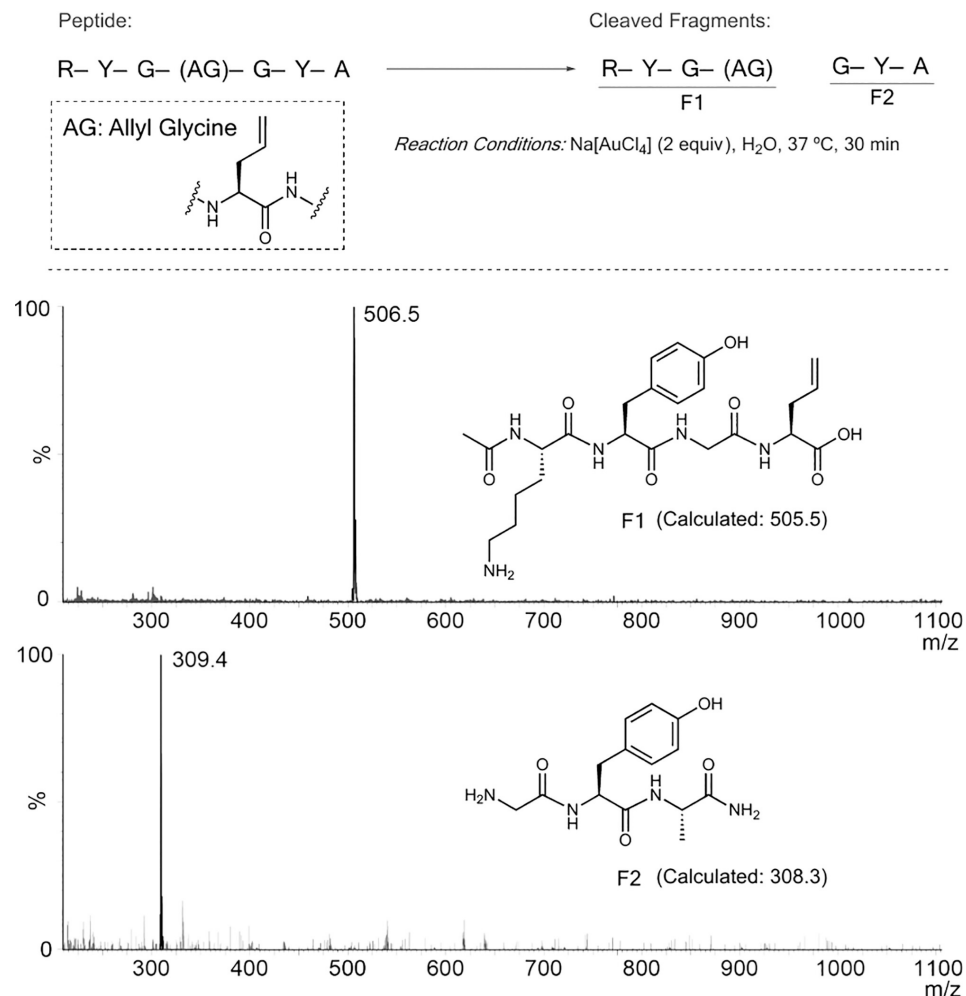 Peptide:
Cleaved Fragments:
R– Y– G– (AG)– G– Y– A
R– Y– G– (AG)
F1
G– Y– A
F2
AG: Allyl Glycine
N
H
O
H
N
Reaction Conditions: Na[AuCl4] (2 equiv), H2O, 37 ºC, 30 min
100
506.5
%
0
300 400 500 600 700 800 900 1000 1100
m/z
OH
O
H
N
O
N
H
O
H
N
O
N
H
O
OH
NH2
F1 (Calculated: 505.5)
100
309.4
%
0
300 400 500 600 700 800 900 1000 1100
m/z
OH
H2N
O
N
H
O
H
N
O
NH2
F2 (Calculated: 308.3)